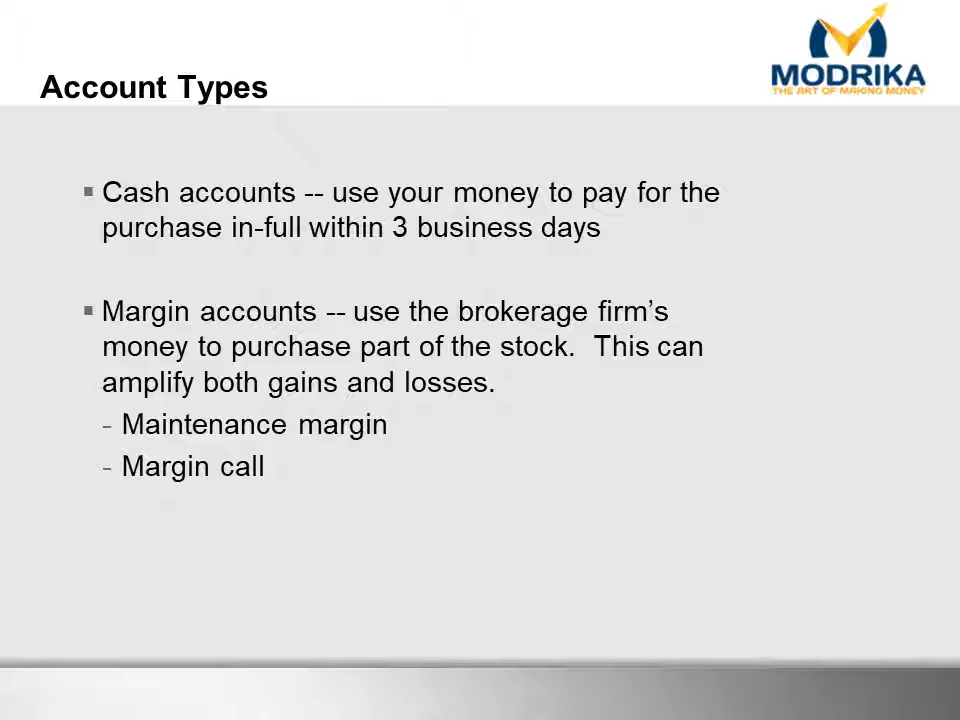 MODRIKA
THE ART OF MAKING MONEY
Account Types
Cash accounts -- use your money to pay for the
purchase in-full within 3 business days
Margin accounts -- use the brokerage firm’s
money to purchase part of the stock.  This can
amplify both gains and losses.
- Maintenance margin
- Margin call